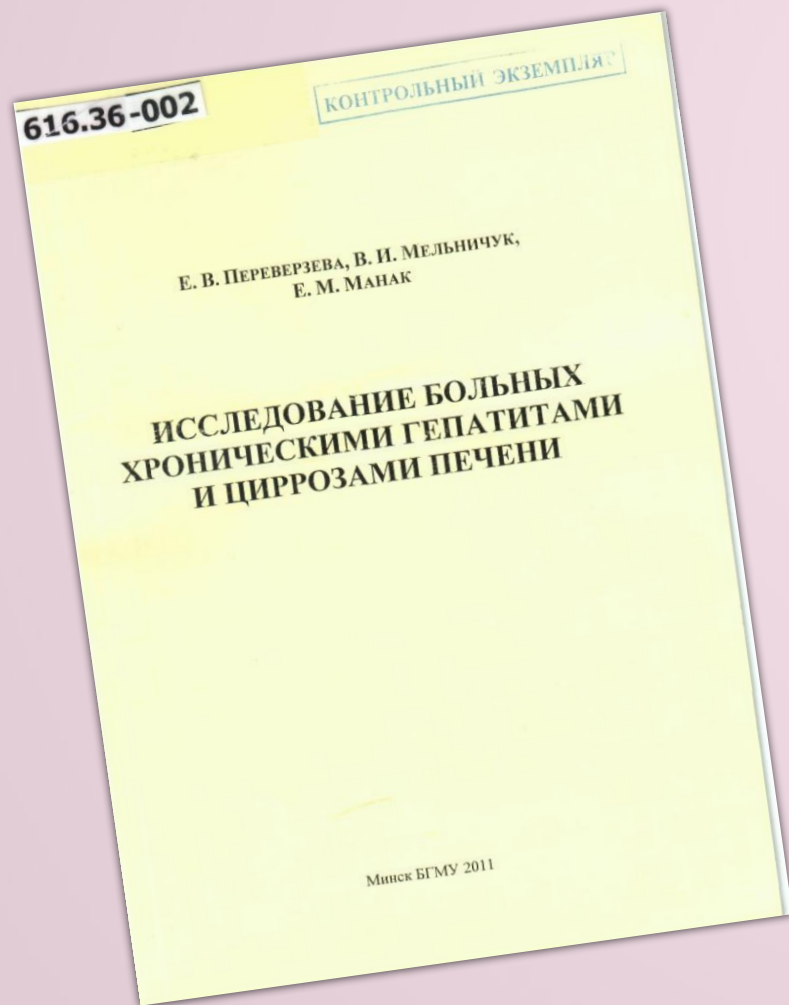 616.36-002
КОНТРОЛЬНЫЙ ЭКЗЕМПЛЯР
Е. В. ПЕРЕВЕРЗЕВА, В. И. МЕЛЬНИЧУК,
Е. М. МАНАК
ИССЛЕДОВАНИЕ БОЛЬНЫХ
ХРОНИЧЕСКИМИ ГЕПАТИТАМИ
И ЦИРРОЗАМИ ПЕЧЕНИ
Минск БГМУ 2011